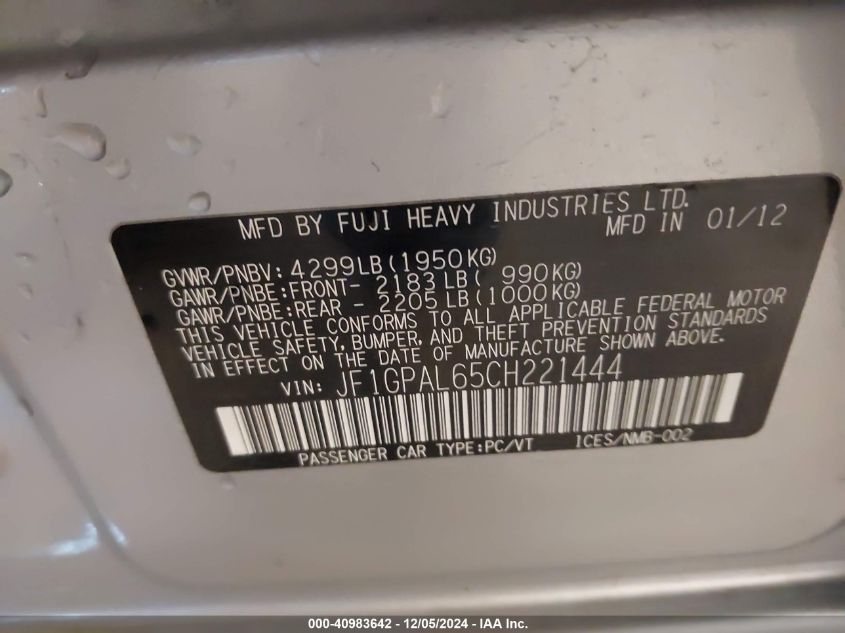 MFD BY FUJI HEAVY INDUSTRIES LTD.
MFD IN 01/12
GVWR/PNBV: 4299LB(1950KG)
GAWR/PNBE:FRONT- 2183LB( 990KG)
GAWR/PNBE:REAR - 2205LB(1000KG)
THIS VEHICLE CONFORMS TO ALL APPLICABLE FEDERAL MOTOR
VEHICLE SAFETY, BUMPER, AND THEFT PREVENTION STANDARDS
IN EFFECT ON THE DATE OF MANUFACTURE SHOWN ABOVE.
VIN: JF1GPAL65CH221444
PASSENGER CAR TYPE:PC/VT ICES/NMB-002
000-40983642 - 12/05/2024 - IAA Inc.